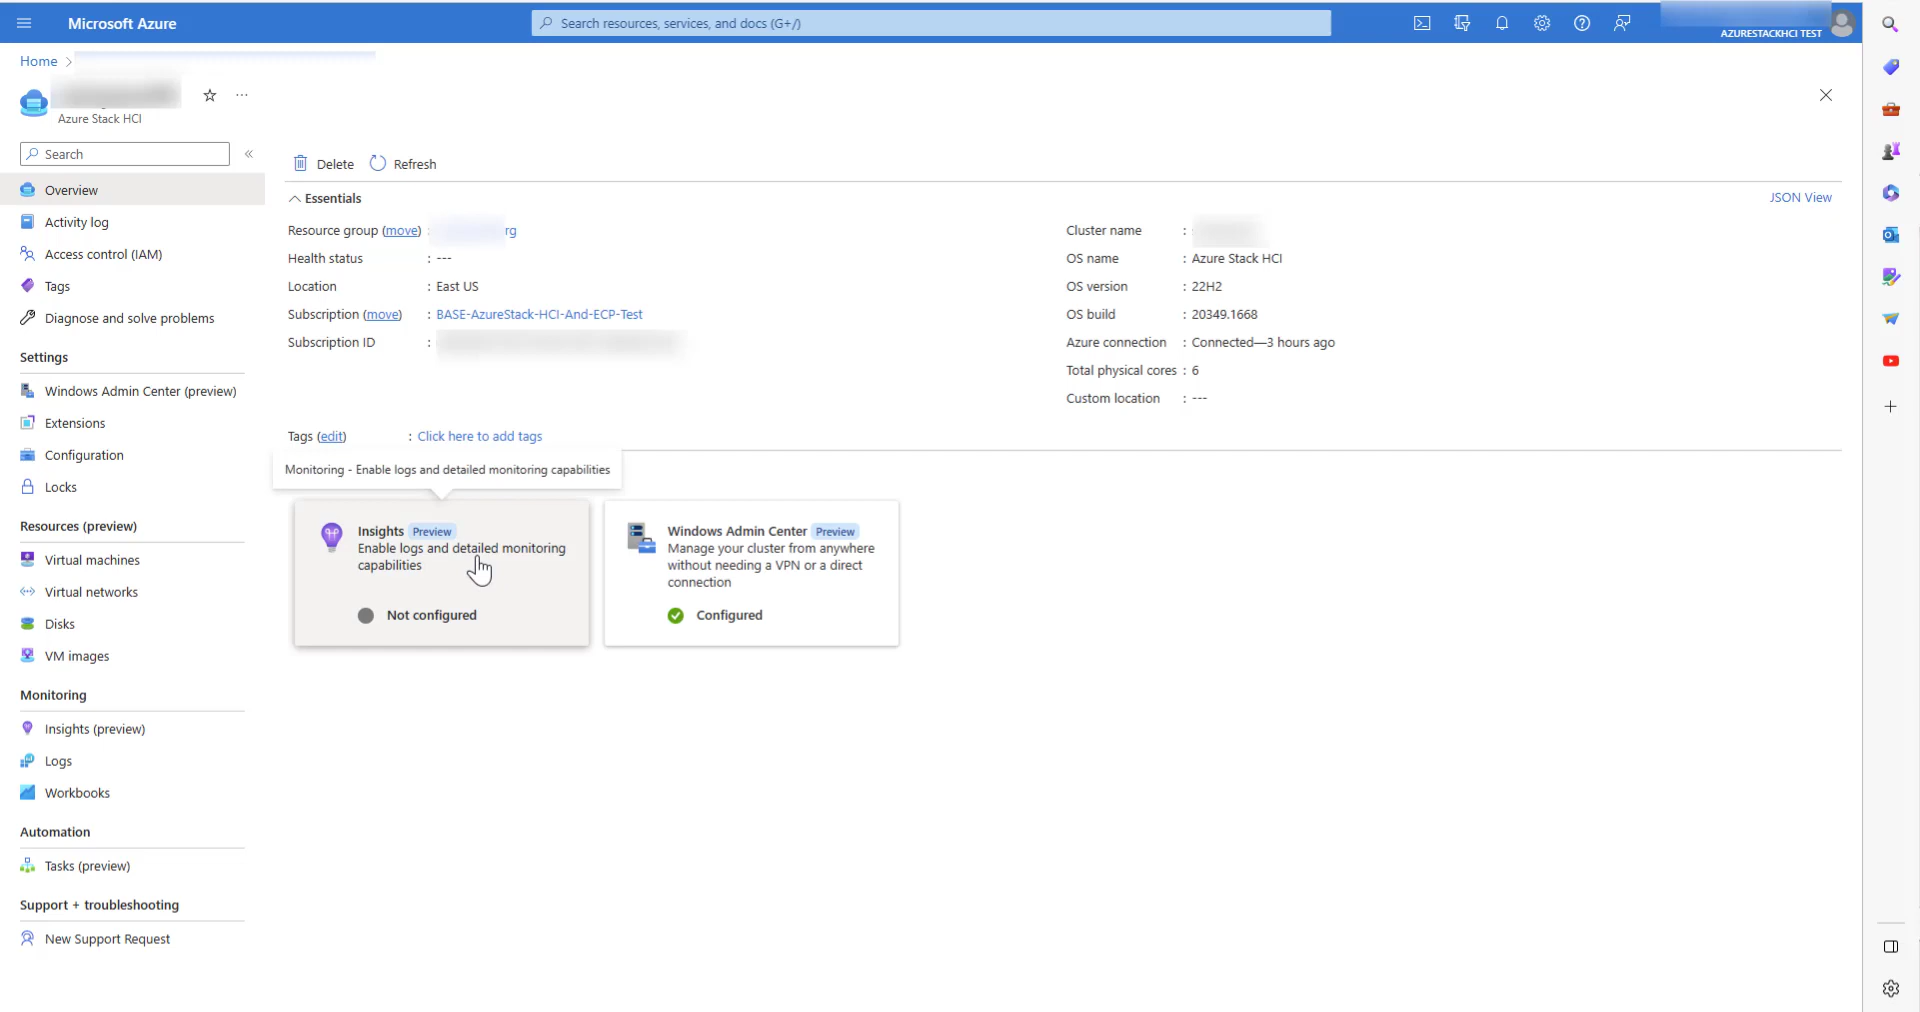 Microsoft Azure
Search resources, services, and docs (G+/)
AZURESTACKHCI TEST
Home
Azure Stack HCI
Search
Delete
Refresh
Overview
Essentials
JSON View
Activity log
Resource group (move) : rg
Cluster name :
Access control (IAM)
Health status : ---
OS name : Azure Stack HCI
Tags
Location : East US
OS version : 22H2
Diagnose and solve problems
Subscription (move) : BASE-AzureStack-HCI-And-ECP-Test
OS build : 20349.1668
Subscription ID :
Azure connection : Connected—3 hours ago
Settings
Total physical cores : 6
Windows Admin Center (preview)
Custom location : ---
Extensions
Tags (edit) : Click here to add tags
Configuration
Monitoring - Enable logs and detailed monitoring capabilities
Locks
Resources (preview)
Insights Preview
Enable logs and detailed monitoring
capabilities
Not configured
Windows Admin Center Preview
Manage your cluster from anywhere
without needing a VPN or a direct
connection
Configured
Virtual machines
Virtual networks
Disks
VM images
Monitoring
Insights (preview)
Logs
Workbooks
Automation
Tasks (preview)
Support + troubleshooting
New Support Request